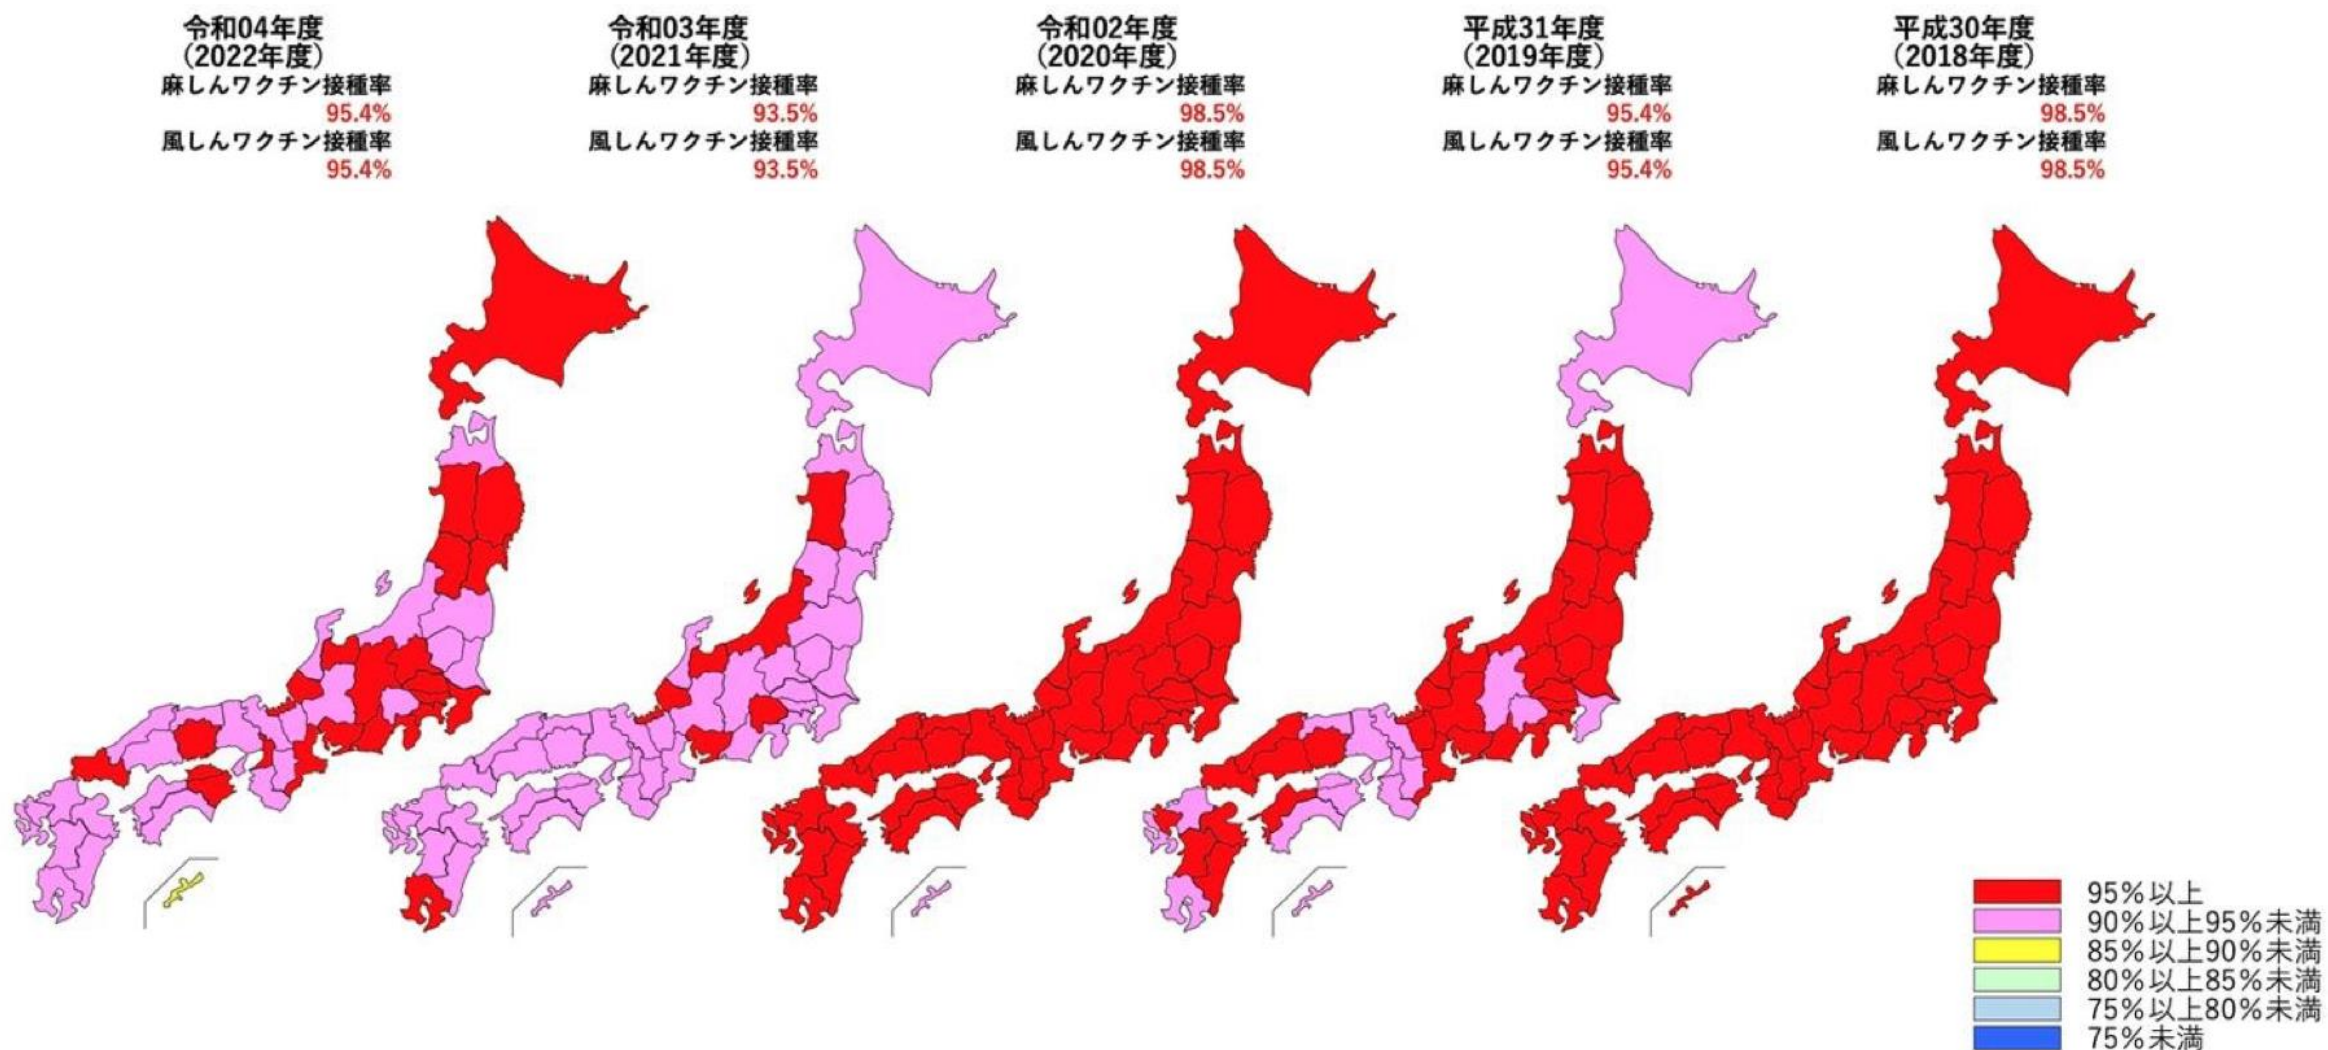 令和04年度
（2022年度）
麻しんワクチン接種率
95.4%
風しんワクチン接種率
95.4%
令和03年度
（2021年度）
麻しんワクチン接種率
93.5%
風しんワクチン接種率
93.5%
令和02年度
（2020年度）
麻しんワクチン接種率
98.5%
風しんワクチン接種率
98.5%
平成31年度
（2019年度）
麻しんワクチン接種率
95.4%
風しんワクチン接種率
95.4%
平成30年度
（2018年度）
麻しんワクチン接種率
98.5%
風しんワクチン接種率
98.5%
95%以上
90%以上95%未満
85%以上90%未満
80%以上85%未満
75%以上80%未満
75%未満